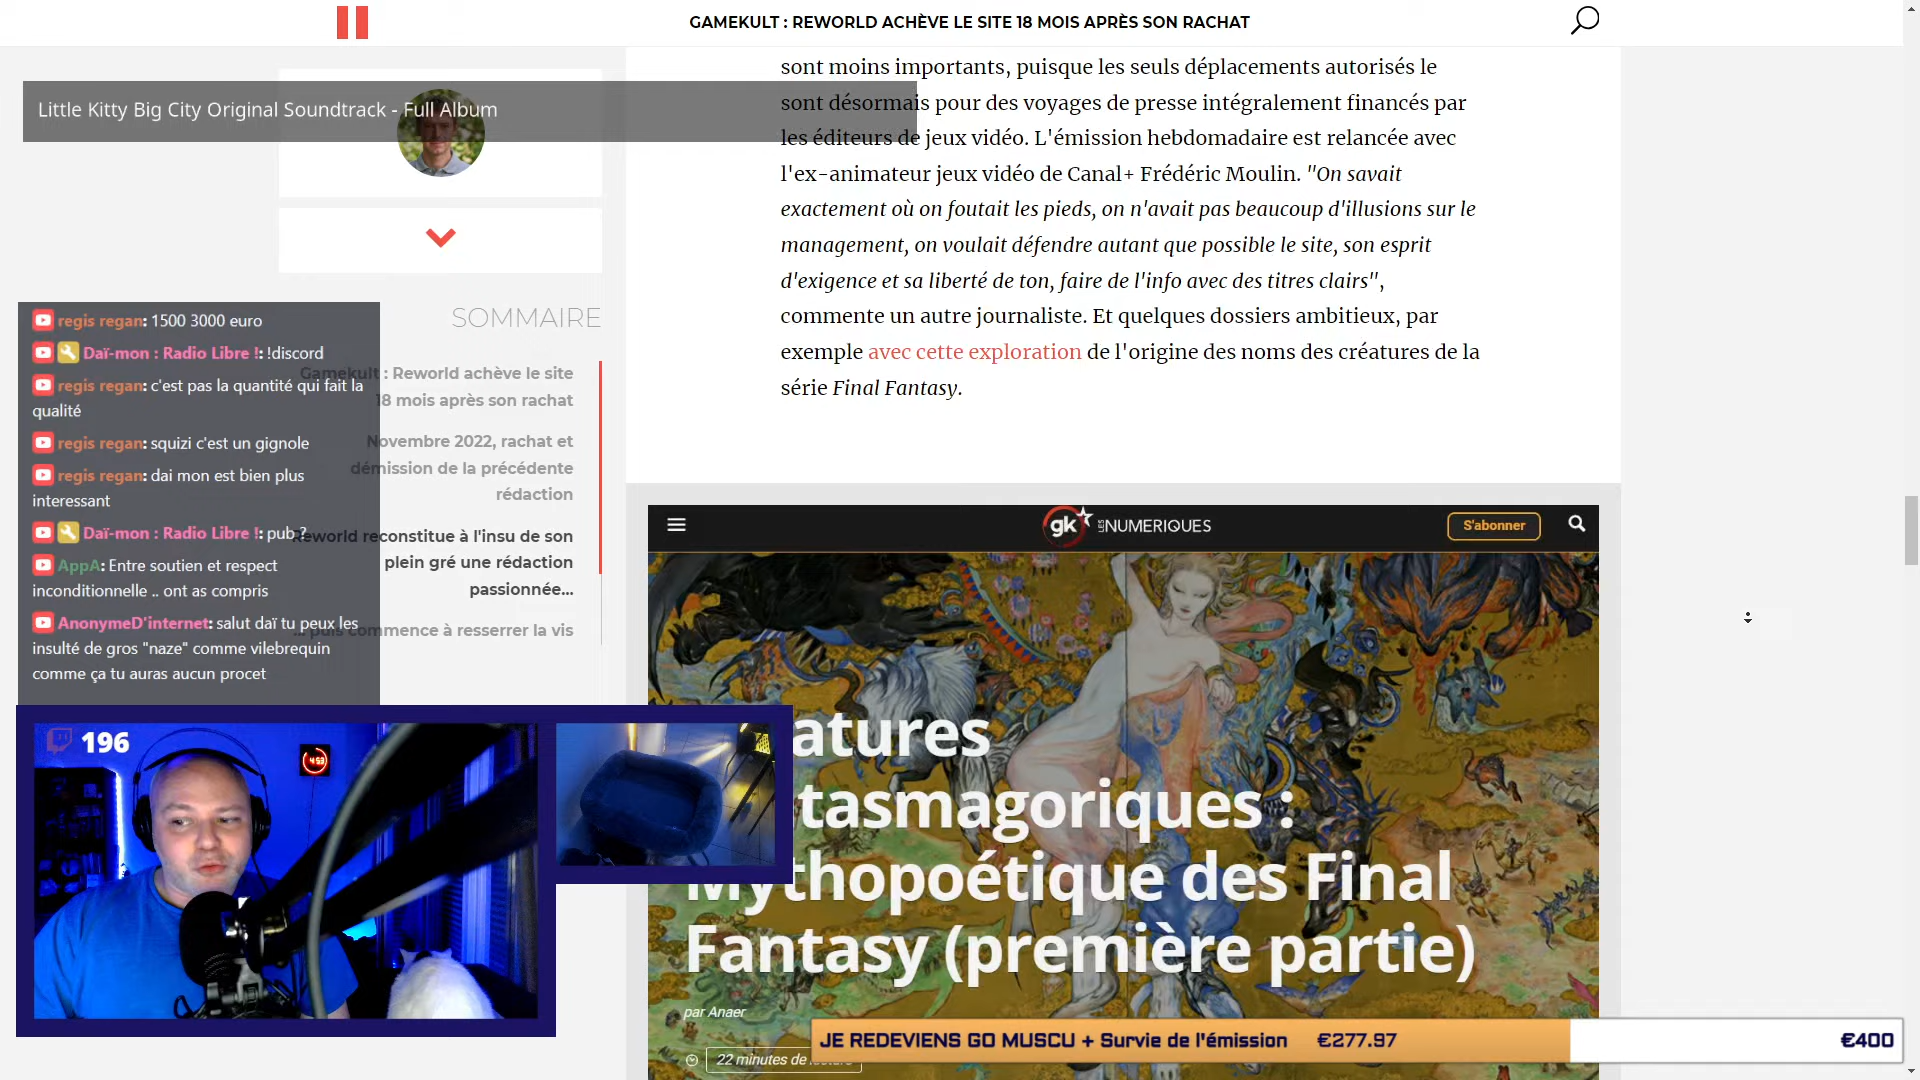 GAMEKULT : REWORLD ACHÈVE LE SITE 18 MOIS APRÈS SON RACHAT
Little Kitty Big City Original Soundtrack - Full Album
sont moins importants, puisque les seuls déplacements autorisés le
sont désormais pour des voyages de presse intégralement financés par
les éditeurs de jeux vidéo. L'émission hebdomadaire est relancée avec
l'ex-animateur jeux vidéo de Canal+ Frédéric Moulin. "On savait
exactement où on foutait les pieds, on n'avait pas beaucoup d'illusions sur le
management, on voulait défendre autant que possible le site, son esprit
d'exigence et sa liberté de ton, faire de l'info avec des titres clairs",
commente un autre journaliste. Et quelques dossiers ambitieux, par
exemple avec cette exploration de l'origine des noms des créatures de la
série Final Fantasy.
SOMMAIRE
Gamekult : Reworld achève le site
18 mois après son rachat
Novembre 2022, rachat et
démission de la précédente
rédaction
Reworld reconstitue à l'insu de son
plein gré une rédaction
passionnée...
... puis commence à resserrer la vis
regis regan: 1500 3000 euro
Daï-mon : Radio Libre !: !discord
regis regan: c'est pas la quantité qui fait la
qualité
regis regan: squizi c'est un gignole
regis regan: dai mon est bien plus
interessant
Daï-mon : Radio Libre !: pub ?
AppA: Entre soutien et respect
inconditionnelle .. ont as compris
AnonymeD'internet: salut daï tu peux les
insulté de gros "naze" comme vilebrequin
comme ça tu auras aucun procet
196
gk LES NUMERIQUES
S'abonner
atures
tasmagoriques :
Mythopoétique des Final
Fantasy (première partie)
par Anaer
22 minutes de
JE REDEVIENS GO MUSCU + Survie de l'émission €277.97
€400